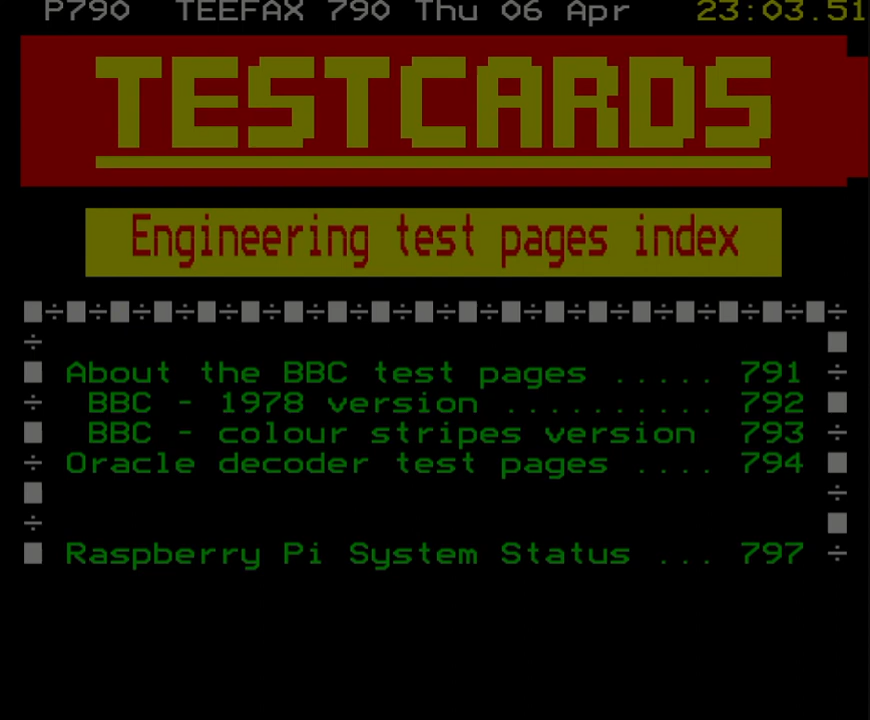 P790 TEEFAX 790 Thu 06 Apr 23:03.51
TESTCARDS
Engineering test pages index
■÷■÷■÷■÷■÷■÷■÷■÷■÷■÷■÷■÷■÷■÷■÷■÷■÷■÷■÷
÷ ■
■ About the BBC test pages ..... 791 ÷
÷ BBC - 1978 version .......... 792 ■
■ BBC - colour stripes version 793 ÷
÷ Oracle decoder test pages .... 794 ■
■ ÷
÷ ■
■ Raspberry Pi System Status ... 797 ÷